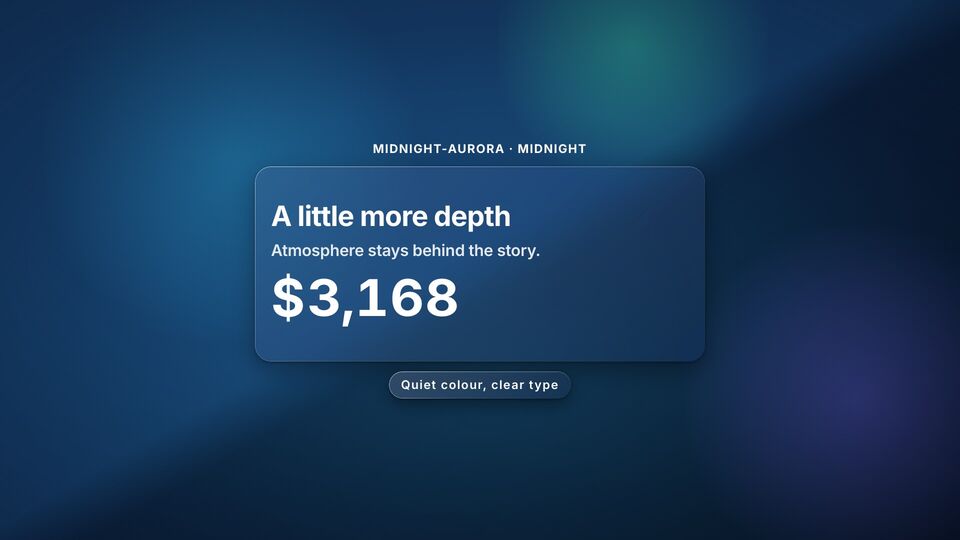 MIDNIGHT-AURORA · MIDNIGHT
A little more depth
Atmosphere stays behind the story.
$3,168
Quiet colour, clear type